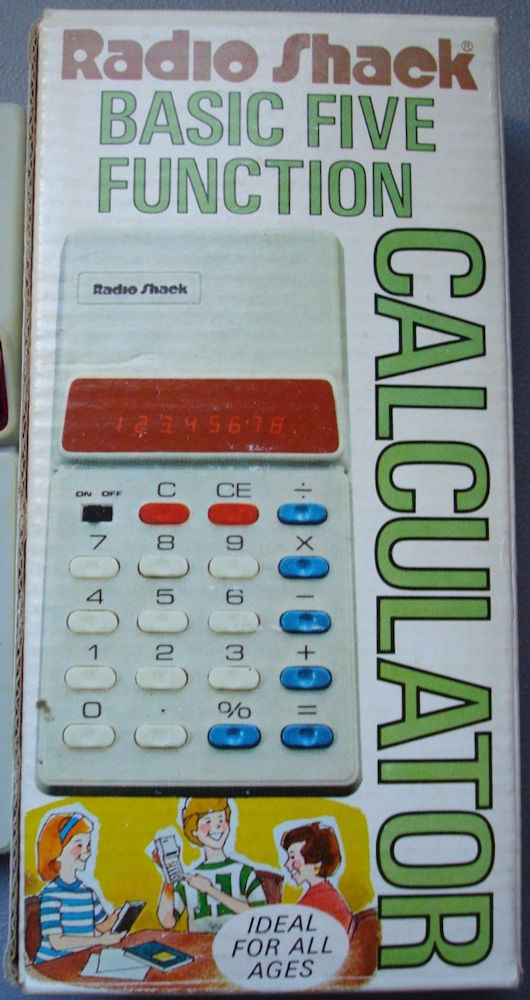 Radio Shack®
BASIC FIVE
FUNCTION
CALCULATOR
Radio Shack
12345678
ON OFF C CE ÷
7 8 9 X
4 5 6 −
1 2 3 +
0 . % =
11
IDEAL
FOR ALL
AGES